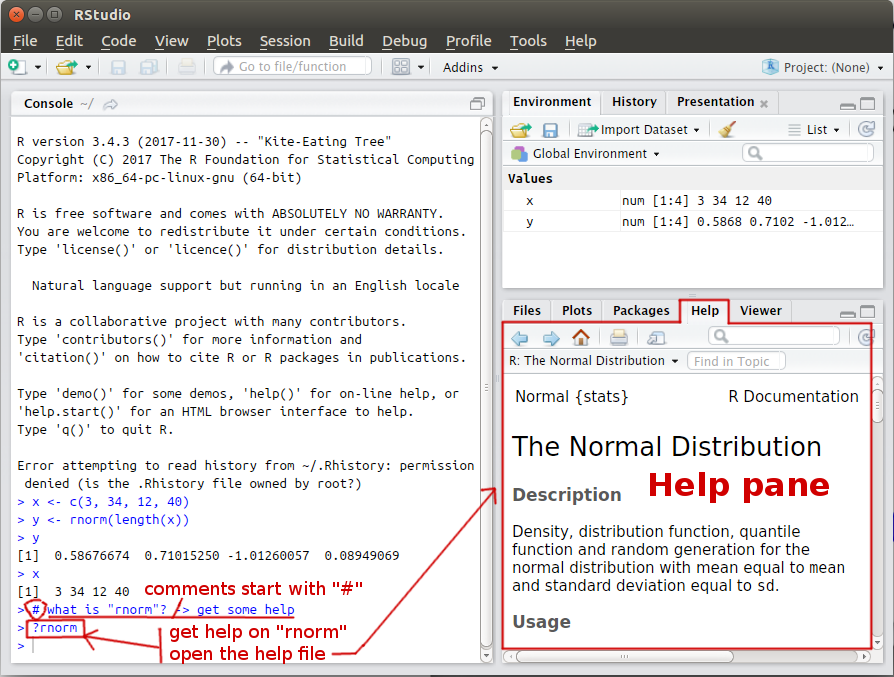 RStudio
File Edit Code View Plots Session Build Debug Profile Tools Help
Go to file/function Addins Project: (None)
Console ~/
R version 3.4.3 (2017-11-30) -- "Kite-Eating Tree"
Copyright (C) 2017 The R Foundation for Statistical Computing
Platform: x86_64-pc-linux-gnu (64-bit)
R is free software and comes with ABSOLUTELY NO WARRANTY.
You are welcome to redistribute it under certain conditions.
Type 'license()' or 'licence()' for distribution details.
Natural language support but running in an English locale
R is a collaborative project with many contributors.
Type 'contributors()' for more information and
'citation()' on how to cite R or R packages in publications.
Type 'demo()' for some demos, 'help()' for on-line help, or
'help.start()' for an HTML browser interface to help.
Type 'q()' to quit R.
Error attempting to read history from ~/.Rhistory: permission
denied (is the .Rhistory file owned by root?)
> x <- c(3, 34, 12, 40)
> y <- rnorm(length(x))
> y
[1]  0.58676674  0.71015250 -1.01260057  0.08949069
> x
[1]  3 34 12 40
comments start with "#"
> # what is "rnorm"? -> get some help
> ?rnorm
>
get help on "rnorm"
open the help file
Environment History Presentation
Import Dataset List
Global Environment
Values
x num [1:4] 3 34 12 40
y num [1:4] 0.5868 0.7102 -1.012…
Files Plots Packages Help Viewer
R: The Normal Distribution Find in Topic
Normal {stats} R Documentation
The Normal Distribution
Help pane
Description
Density, distribution function, quantile
function and random generation for the
normal distribution with mean equal to mean
and standard deviation equal to sd.
Usage